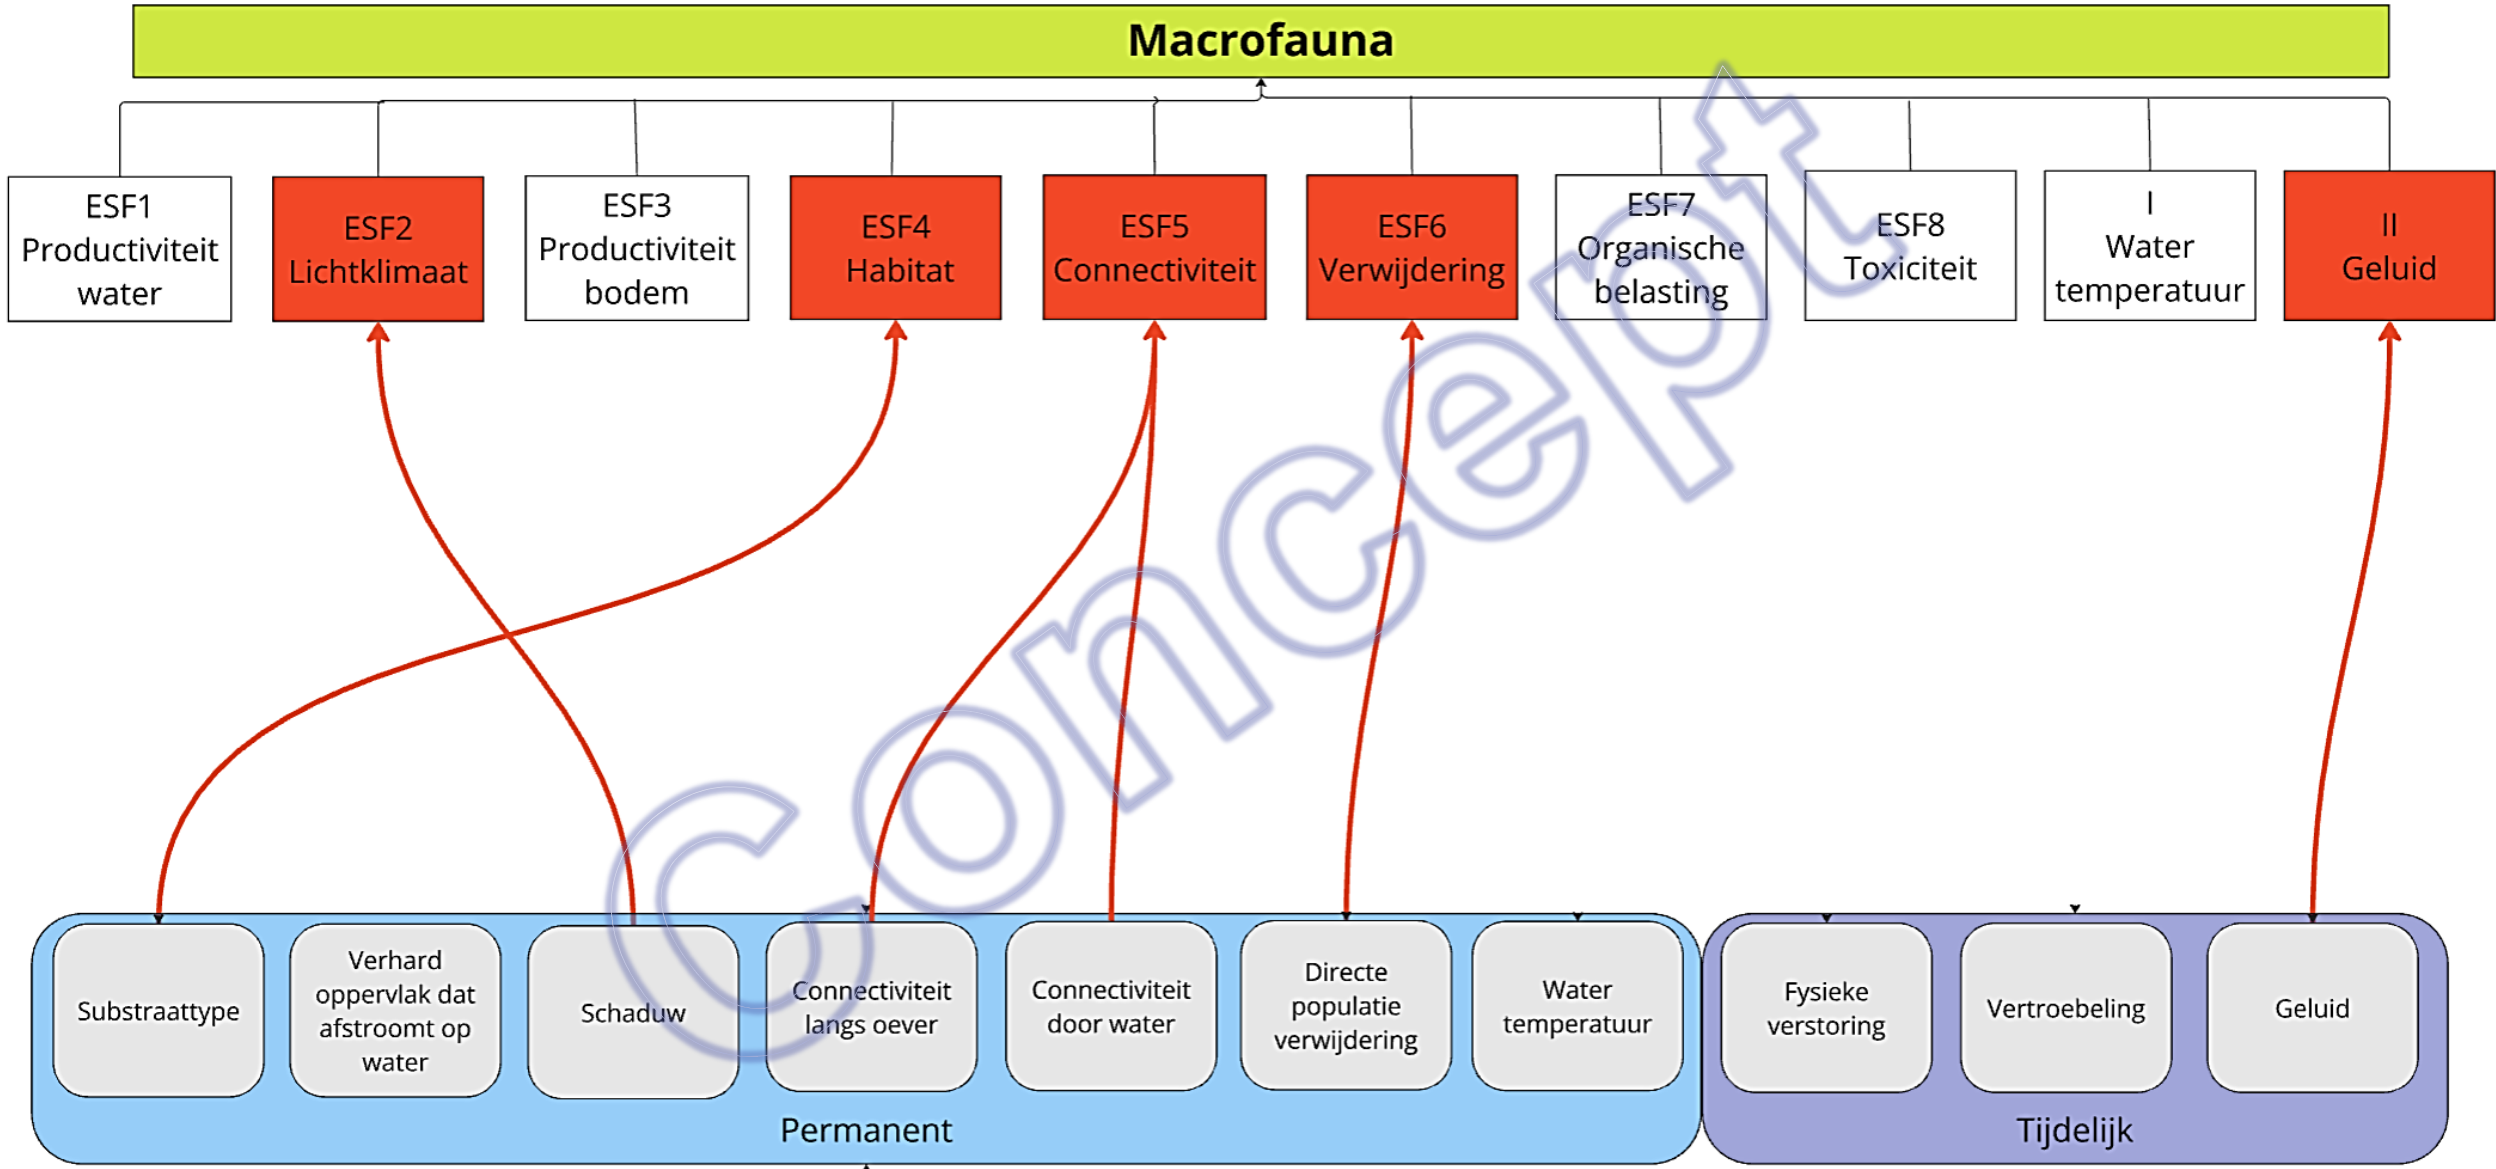 Macrofauna
ESF1
Productiviteit
water
ESF2
Lichtklimaat
ESF3
Productiviteit
bodem
ESF4
Habitat
ESF5
Connectiviteit
ESF6
Verwijdering
ESF7
Organische
belasting
ESF8
Toxiciteit
I
Water
temperatuur
II
Geluid
Concept
Substraattype
Verhard
oppervlak dat
afstroomt op
water
Schaduw
Connectiviteit
langs oever
Connectiviteit
door water
Directe
populatie
verwijdering
Water
temperatuur
Fysieke
verstoring
Vertroebeling
Geluid
Permanent
Tijdelijk